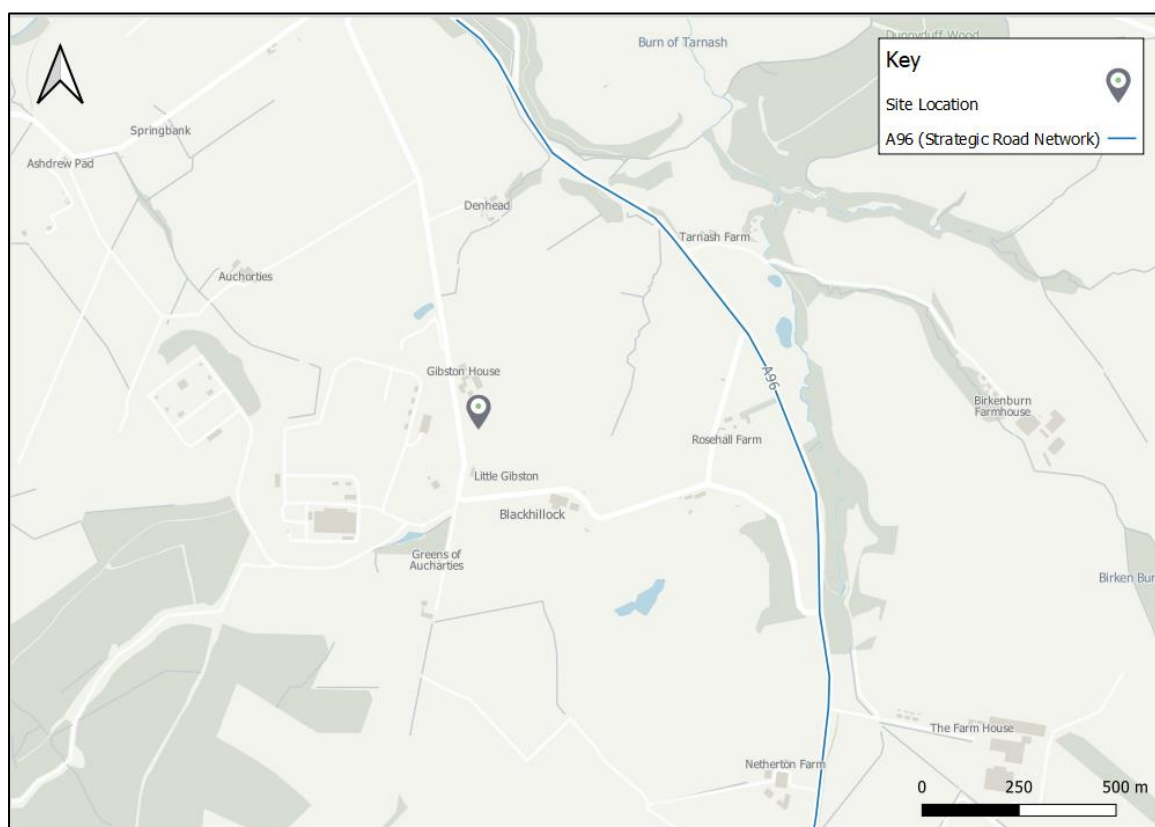 Burn of Tarnash
Dunnyduff Wood
Key
Site Location
A96 (Strategic Road Network)
Springbank
Ashdrew Pad
Denhead
Tarnash Farm
Auchorties
Gibston House
A96
Birkenburn
Farmhouse
Rosehall Farm
Little Gibston
Blackhillock
Greens of
Aucharties
Birken Bur
The Farm House
Netherton Farm
0 250 500 m